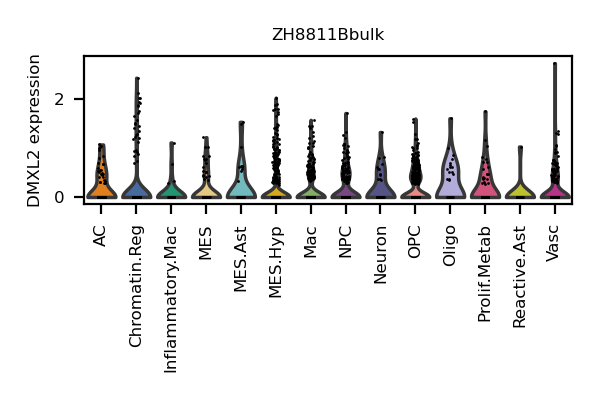 ZH8811Bbulk
DMXL2 expression
2
0
AC
Chromatin.Reg
Inflammatory.Mac
MES
MES.Ast
MES.Hyp
Mac
NPC
Neuron
OPC
Oligo
Prolif.Metab
Reactive.Ast
Vasc